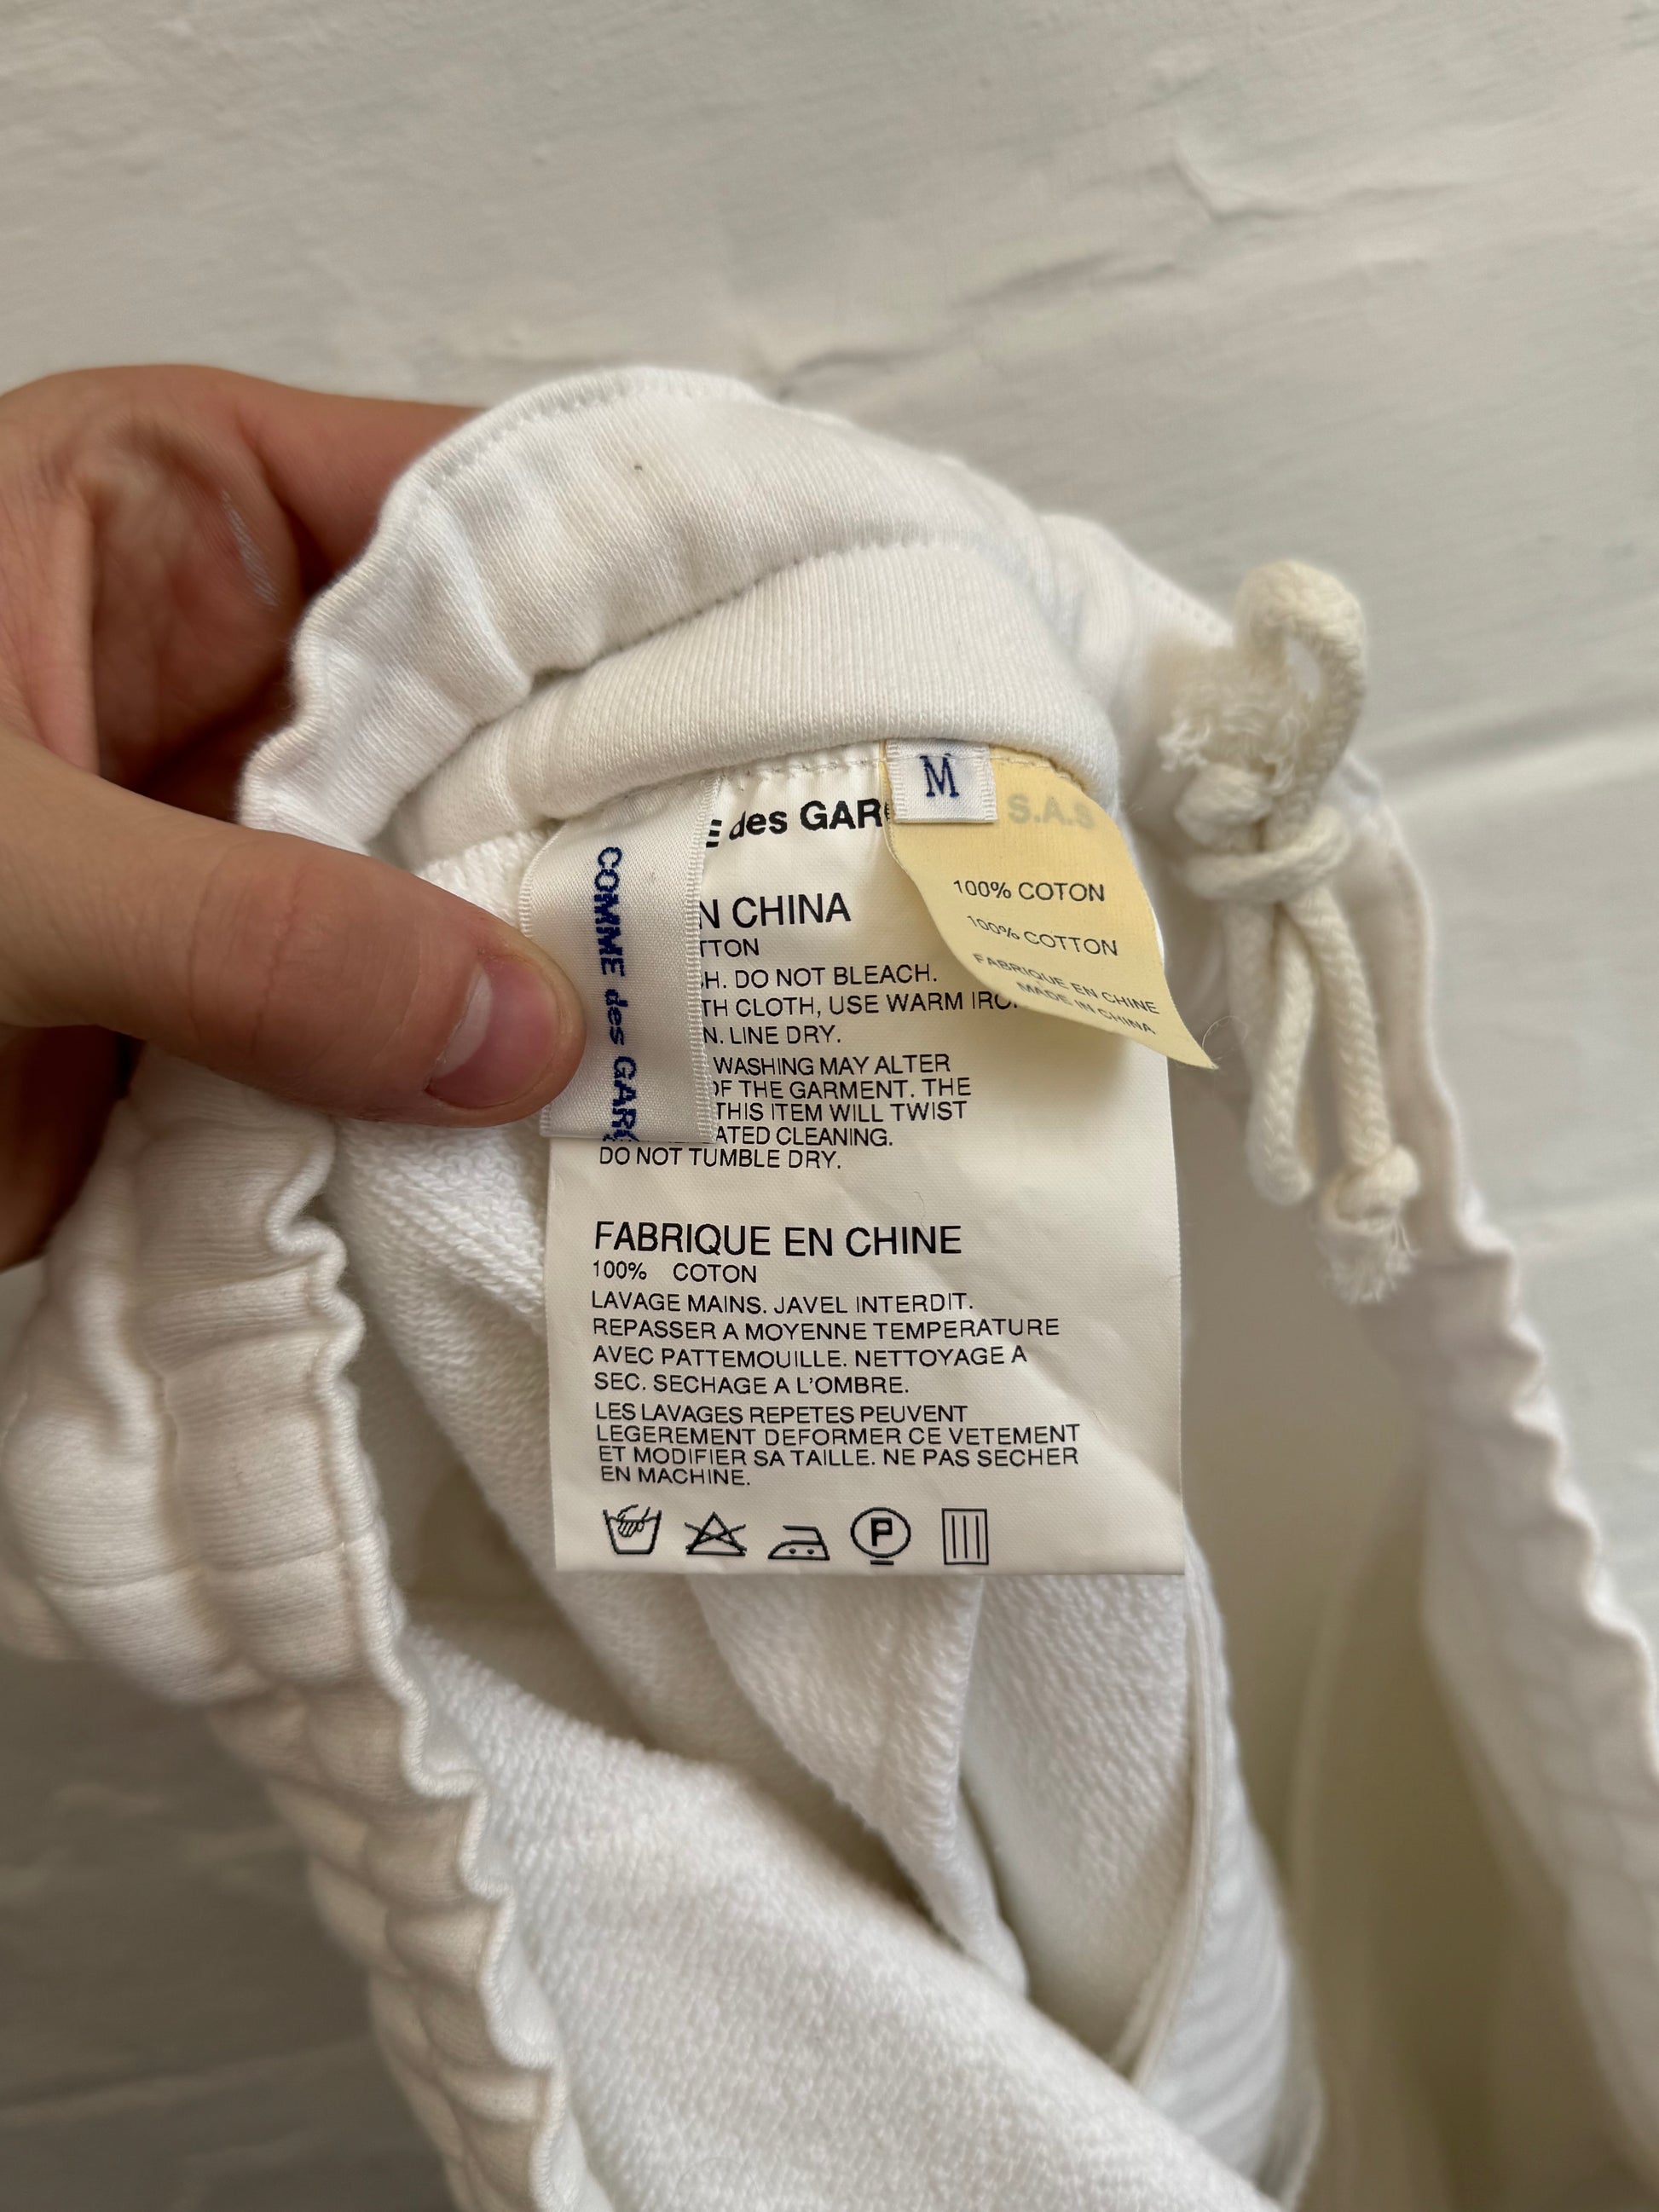 COMME des GARÇ
des GAR
M
S.A.S
100% COTON
100% COTTON
FABRIQUE EN CHINE
MADE IN CHINA
N CHINA
TTON
H. DO NOT BLEACH.
TH CLOTH, USE WARM IRO
N. LINE DRY.
WASHING MAY ALTER
OF THE GARMENT. THE
THIS ITEM WILL TWIST
ATED CLEANING.
DO NOT TUMBLE DRY.
FABRIQUE EN CHINE
100% COTON
LAVAGE MAINS. JAVEL INTERDIT.
REPASSER A MOYENNE TEMPERATURE
AVEC PATTEMOUILLE. NETTOYAGE A
SEC. SECHAGE A L'OMBRE.
LES LAVAGES REPETES PEUVENT
LEGEREMENT DEFORMER CE VETEMENT
ET MODIFIER SA TAILLE. NE PAS SECHER
EN MACHINE.
P